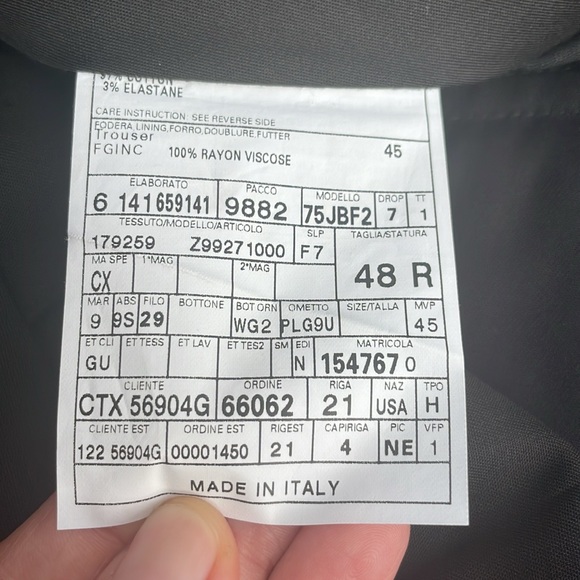 97% COTTON
3% ELASTANE
CARE INSTRUCTION SEE REVERSE SIDE
FODERA,LINING,FORRO,DOUBLURE,FUTTER
Trouser
FGINC 100% RAYON VISCOSE 45
ELABORATO PACCO MODELLO DROP TT
6 141659141 9882 75JBF2 7 1
TESSUTO/MODELLO/ARTICOLO SLP TAGLIA/STATURA
179259 Z99271000 F7 48 R
MA SPE 1°MAG 2°MAG
CX
MAR ABS FILO BOTTONE BOT ORN OMETTO SIZE/TALLA MVP
9 9S 29 WG2 PLG9U 45
ET CLI ET TESS ET LAV ET TES2 SM EDI MATRICOLA
GU N 154767 0
CLIENTE ORDINE RIGA NAZ TPO
CTX 56904G 66062 21 USA H
CLIENTE EST ORDINE EST RIGEST CAPIRIGA PIC VFP
122 56904G 00001450 21 4 NE 1
MADE IN ITALY